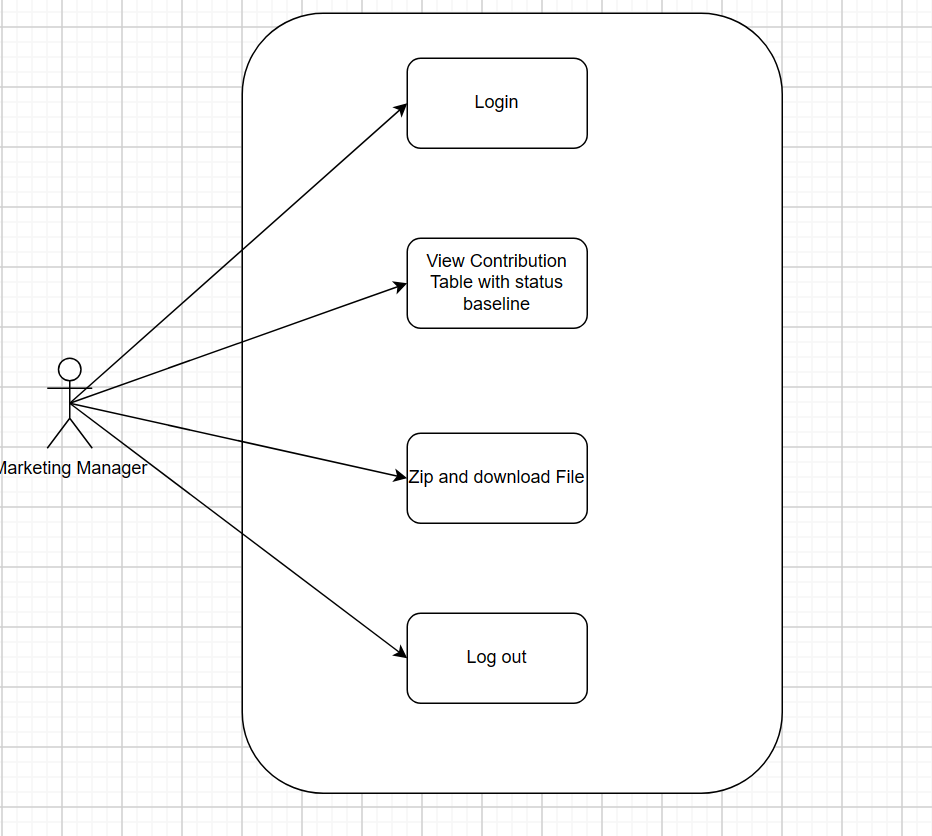 Login
View Contribution
Table with status
baseline
Marketing Manager
Zip and download File
Log out